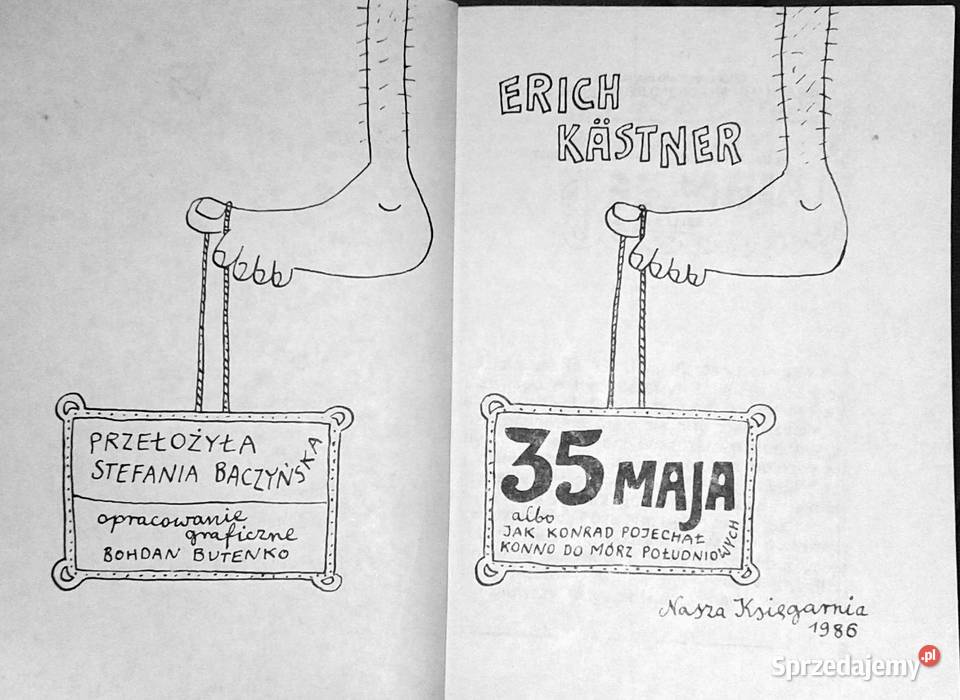 PRZEŁOŻYŁA
STEFANIA BACZYŃSKA
opracowanie
graficzne
BOHDAN BUTENKO
ERICH
KÄSTNER
35 MAJA
albo
JAK KONRAD POJECHAŁ
KONNO DO MÓRZ POŁUDNIOWYCH
Nasza Księgarnia
1986
Sprzedajemy.pl